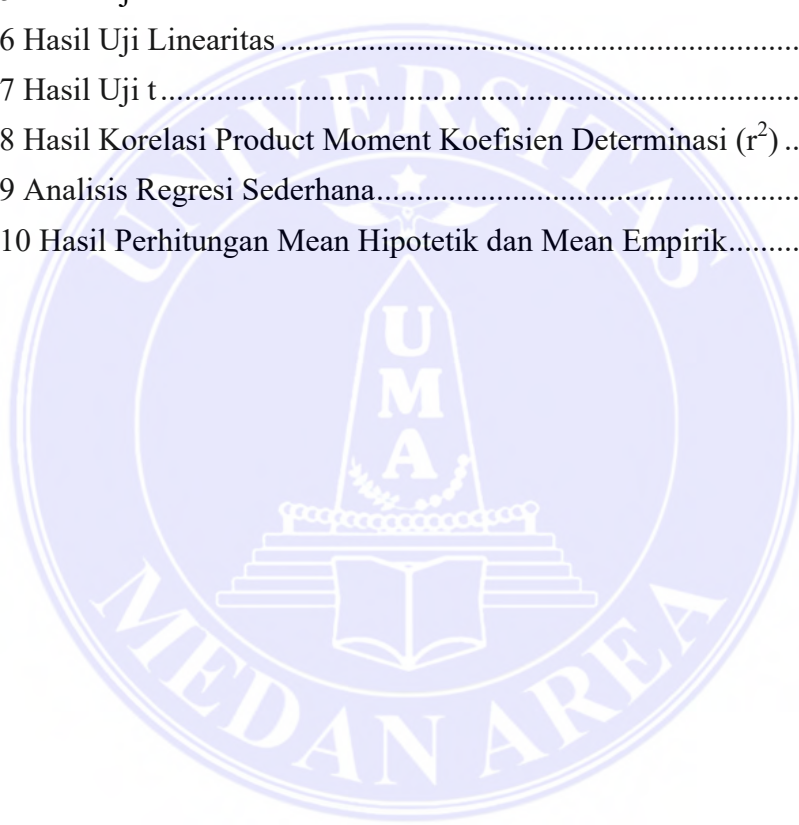 6 Hasil Uji Linearitas........................................................................
7 Hasil Uji t........................................................................................
8 Hasil Korelasi Product Moment Koefisien Determinasi (r²)..
9 Analisis Regresi Sederhana.......................................................
10 Hasil Perhitungan Mean Hipotetik dan Mean Empirik.........
UNIVERSITAS
U
M
A
MEDAN AREA